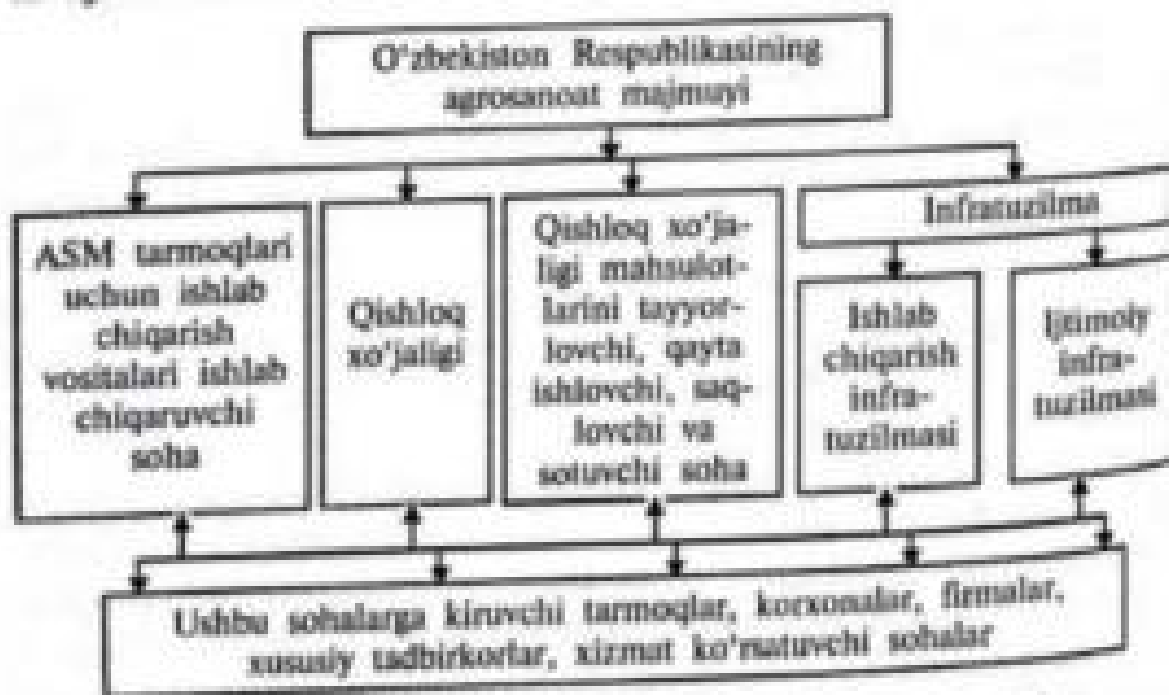 O‘zbekiston Respublikasining
agrosanoat majmuyi
ASM tarmoqlari
uchun ishlab
chiqarish
vositalari ishlab
chiqaruvchi
soha
Qishloq
xo‘jaligi
Qishloq xo‘ja-
ligi mahsulot-
larini tayyor-
lovchi, qayta
ishlovchi, saq-
lovchi va
sotuvchi soha
Infratuzilma
Ishlab
chiqarish
infra-
tuzilmasi
Ijtimoiy
infra-
tuzilmasi
Ushbu sohalarga kiruvchi tarmoqlar, korxonalar, firmalar,
xususiy tadbirkorlar, xizmat ko‘rsatuvchi sohalar